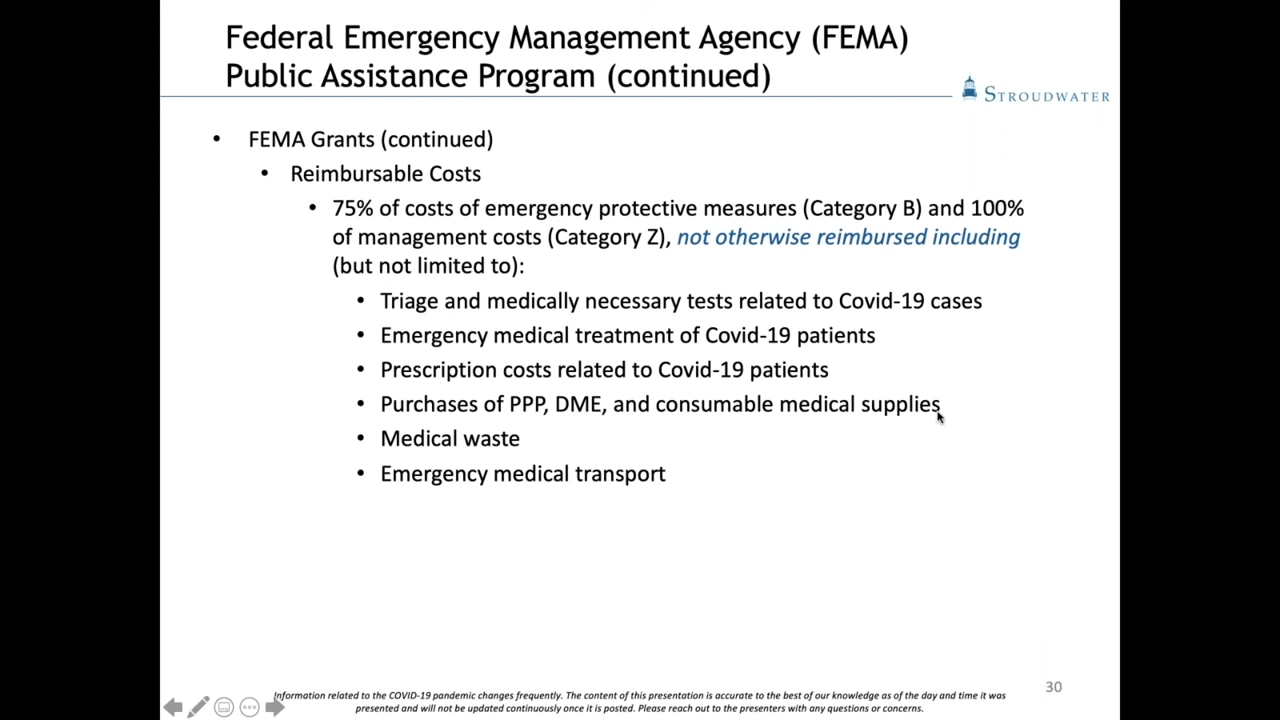 Federal Emergency Management Agency (FEMA)
Public Assistance Program (continued)
STROUDWATER
• FEMA Grants (continued)
• Reimbursable Costs
• 75% of costs of emergency protective measures (Category B) and 100%
of management costs (Category Z), not otherwise reimbursed including
(but not limited to):
• Triage and medically necessary tests related to Covid-19 cases
• Emergency medical treatment of Covid-19 patients
• Prescription costs related to Covid-19 patients
• Purchases of PPP, DME, and consumable medical supplies
• Medical waste
• Emergency medical transport
30
Information related to the COVID-19 pandemic changes frequently. The content of this presentation is accurate to the best of our knowledge as of the day and time it was
presented and will not be updated continuously once it is posted. Please reach out to the presenters with any questions or concerns.